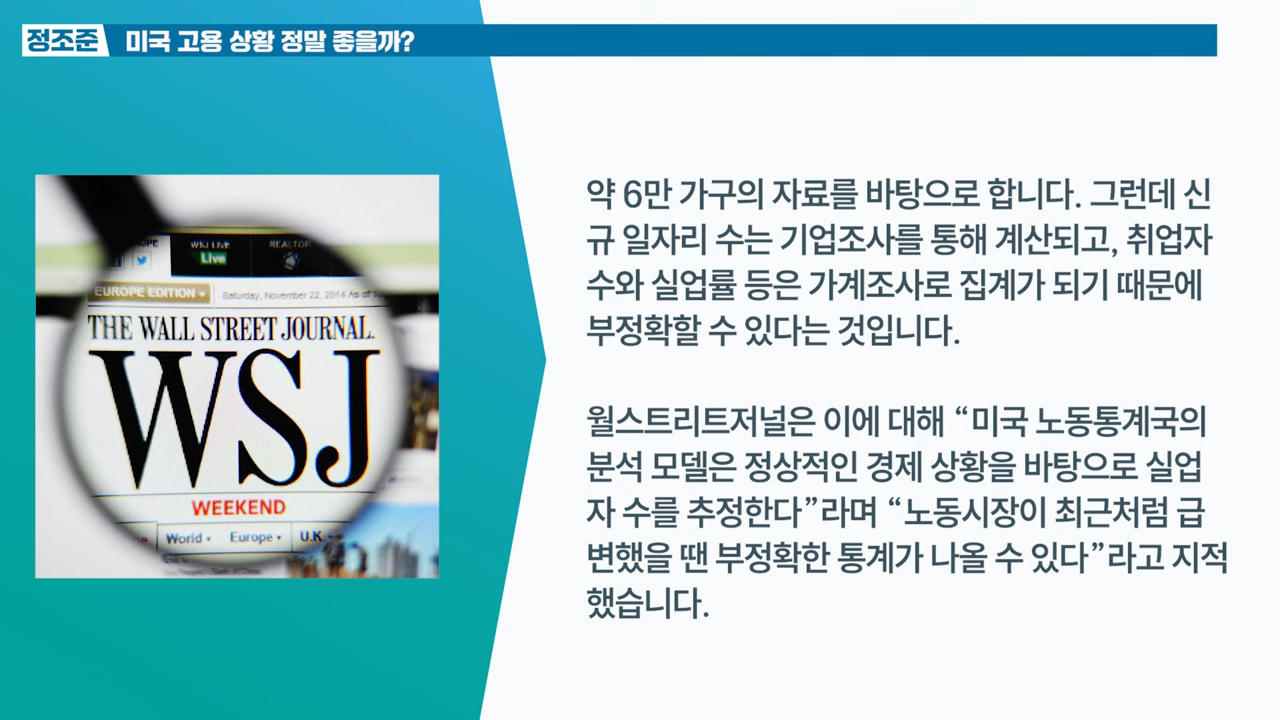 정조준 미국 고용 상황 정말 좋을까?
약 6만 가구의 자료를 바탕으로 합니다. 그런데 신
규 일자리 수는 기업조사를 통해 계산되고, 취업자
수와 실업률 등은 가계조사로 집계가 되기 때문에
부정확할 수 있다는 것입니다.
월스트리트저널은 이에 대해 “미국 노동통계국의
분석 모델은 정상적인 경제 상황을 바탕으로 실업
자 수를 추정한다”라며 “노동시장이 최근처럼 급
변했을 땐 부정확한 통계가 나올 수 있다”라고 지적
했습니다.
WSJ LIVE REALTOR
Live
EUROPE EDITION Saturday, November 22, 2014 As of
THE WALL STREET JOURNAL.
WSJ
WEEKEND
World Europe U.K.